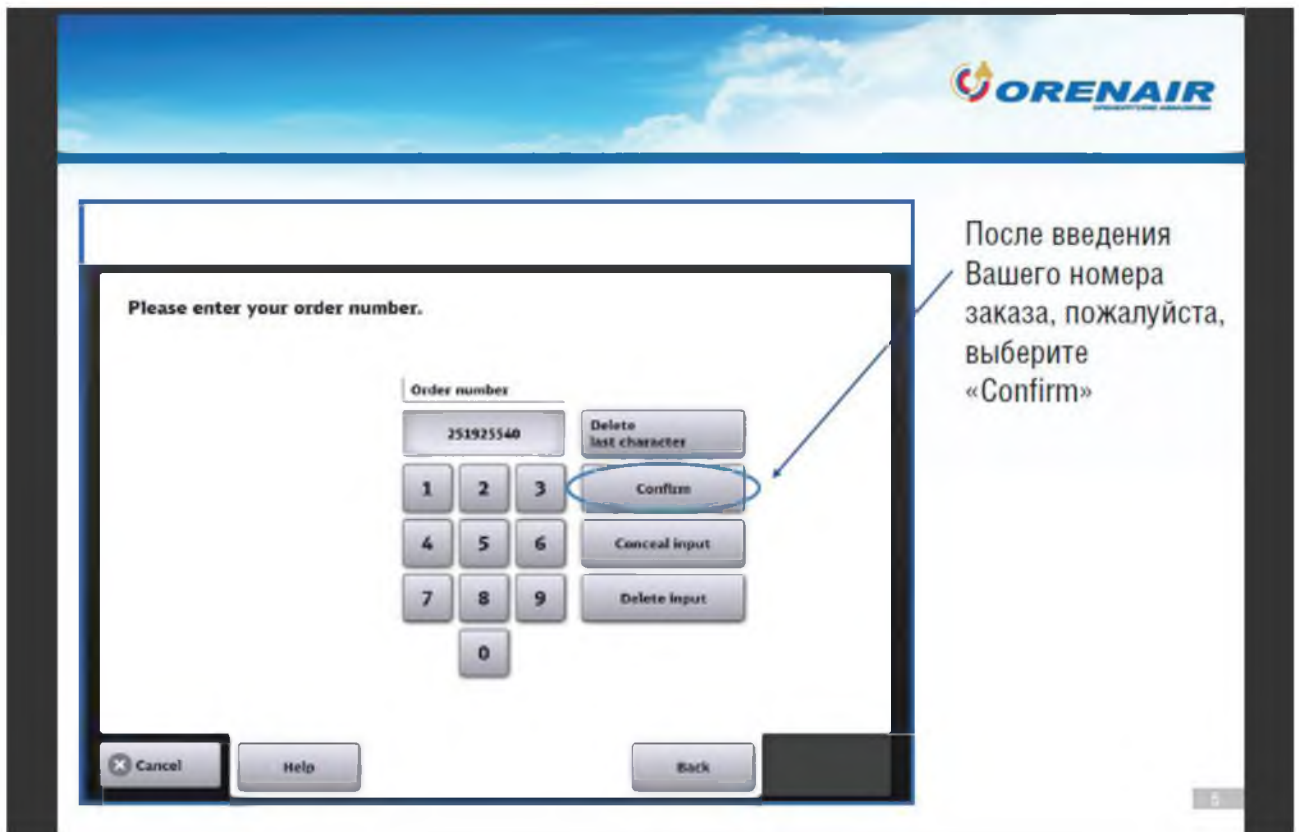 ORENAIR
После введения
Вашего номера
заказа, пожалуйста,
выберите
«Confirm»
Please enter your order number.
Order number
251925540
Delete
last character
1 2 3 Confirm
4 5 6 Conceal input
7 8 9 Delete input
0
Cancel Help Back